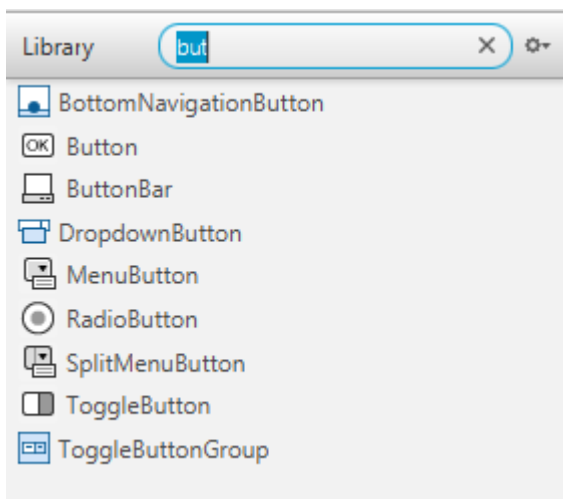 Library but
BottomNavigationButton
OK Button
ButtonBar
DropdownButton
MenuButton
RadioButton
SplitMenuButton
ToggleButton
ToggleButtonGroup